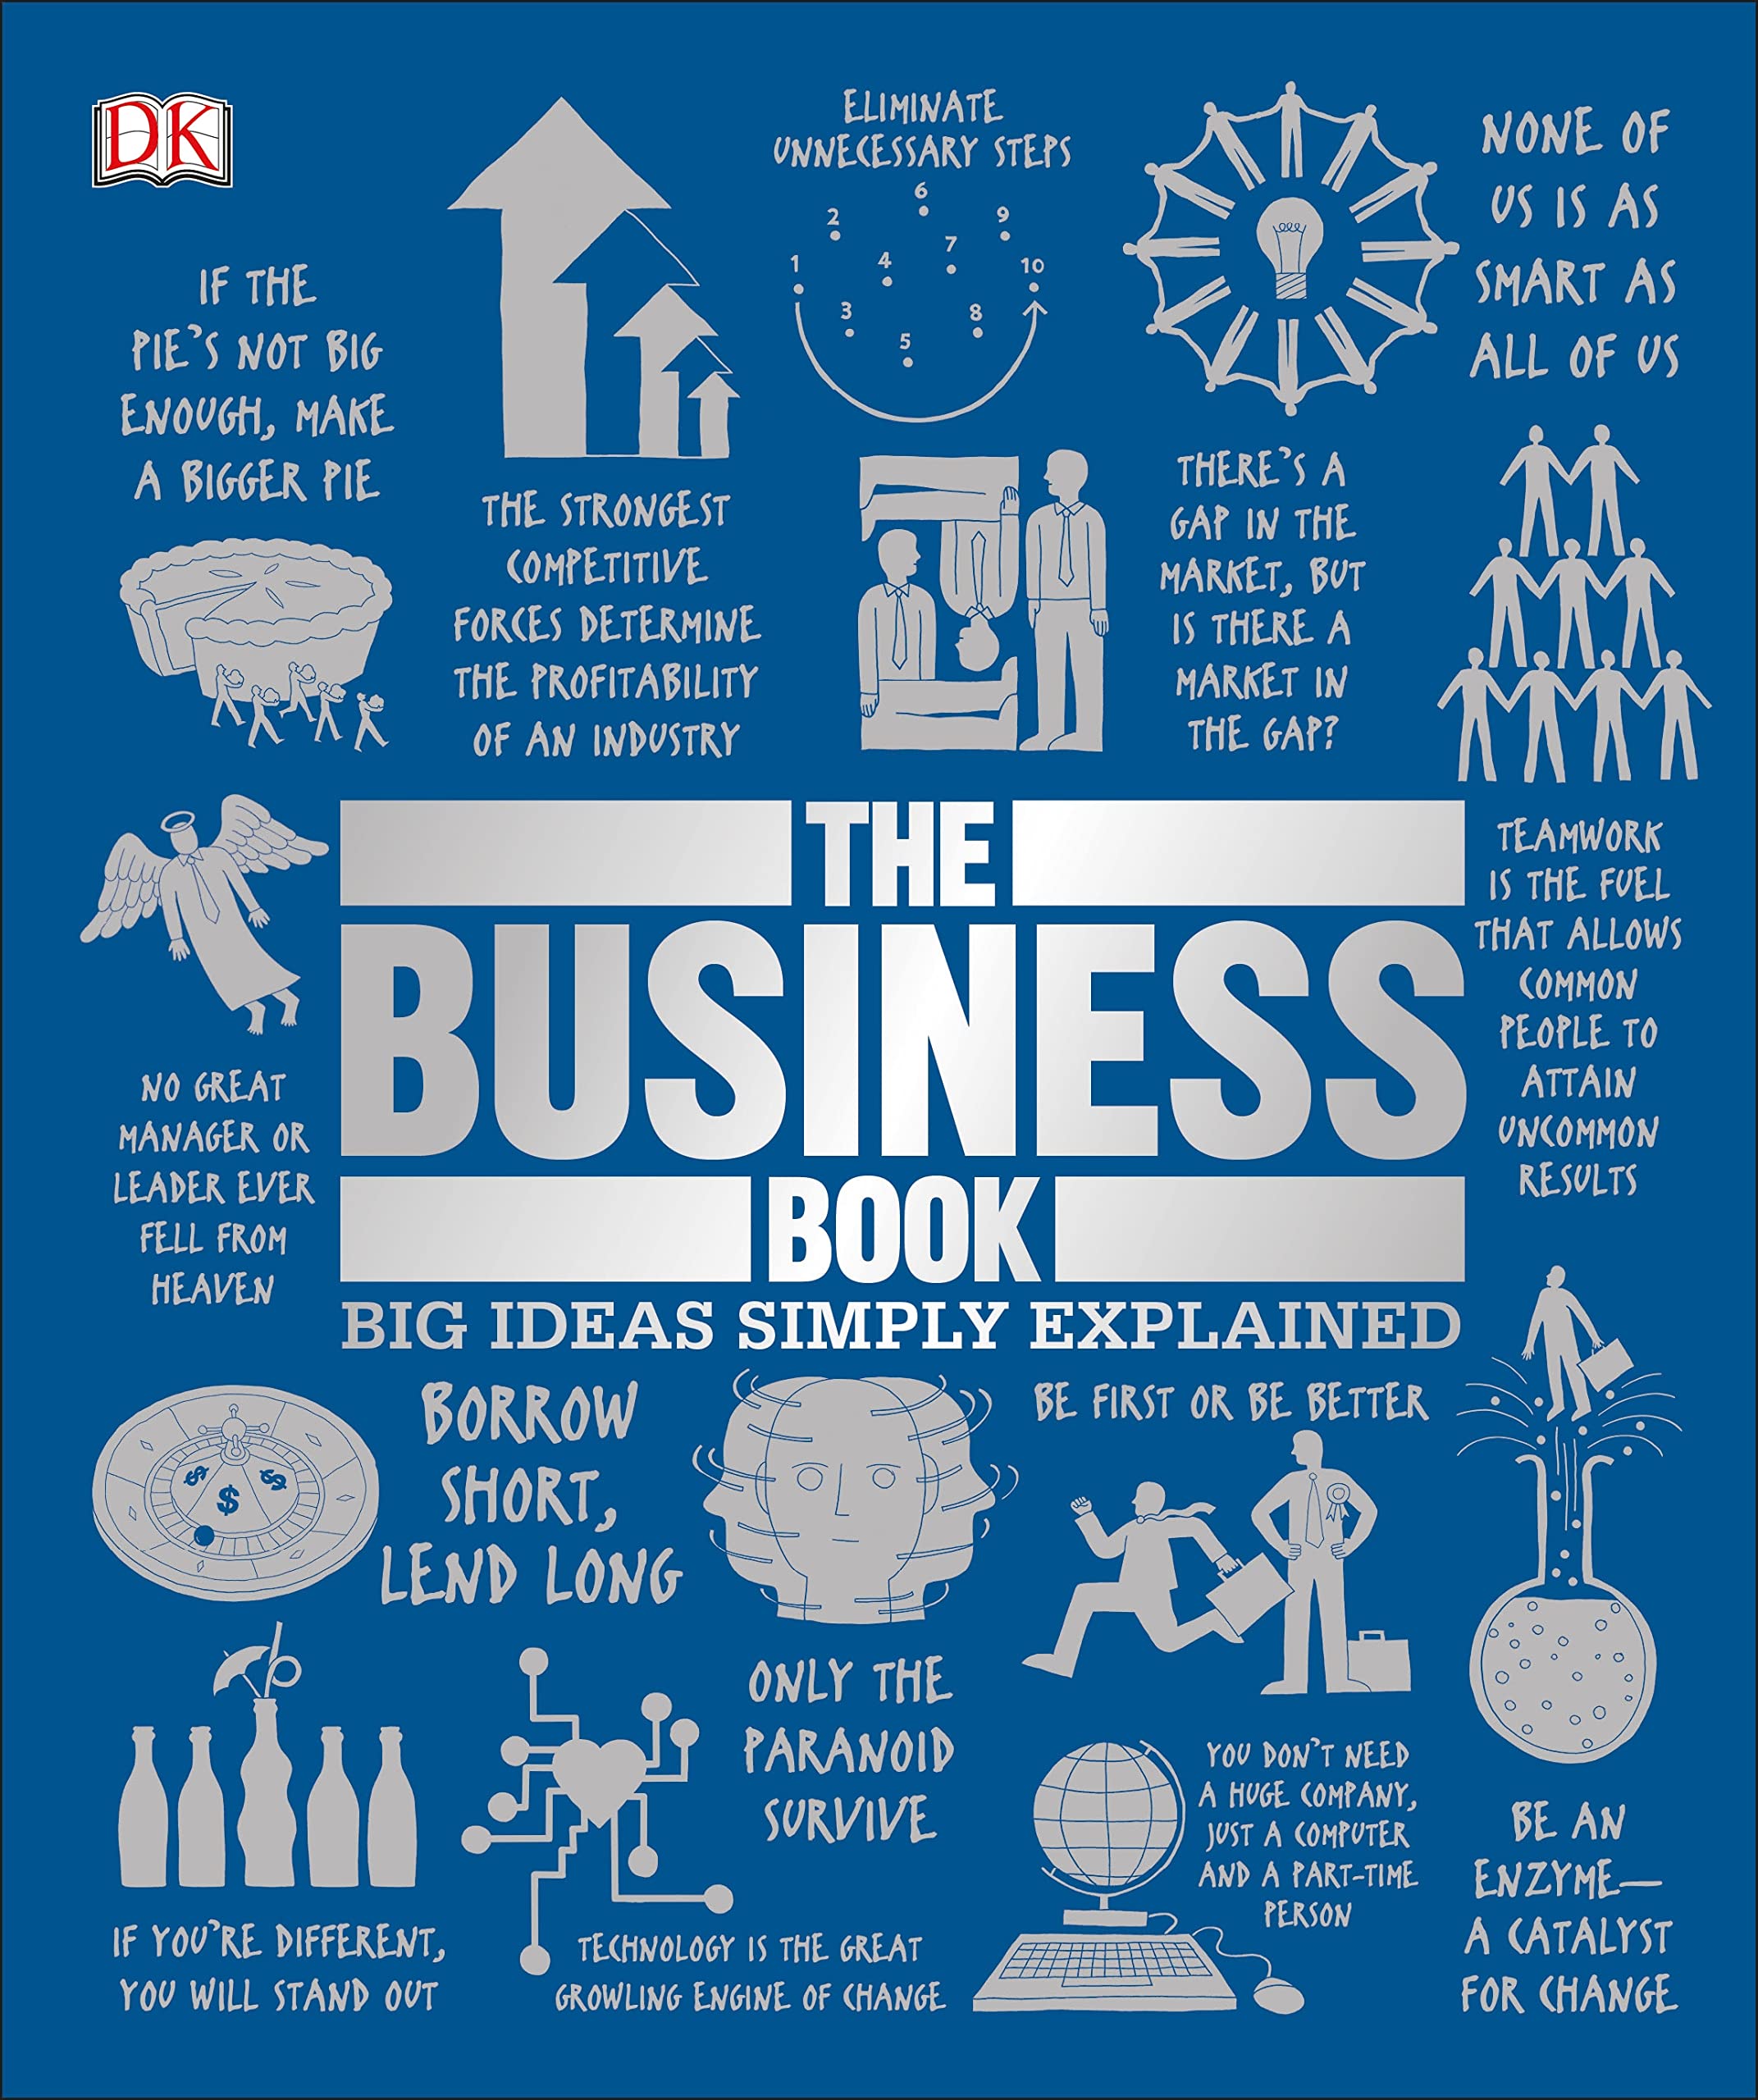 DK
ELIMINATE
UNNECESSARY STEPS
1
2
3
4
5
6
7
8
9
10
NONE OF
US IS AS
SMART AS
ALL OF US
IF THE
PIE'S NOT BIG
ENOUGH, MAKE
A BIGGER PIE
THE STRONGEST
COMPETITIVE
FORCES DETERMINE
THE PROFITABILITY
OF AN INDUSTRY
THERE'S A
GAP IN THE
MARKET, BUT
IS THERE A
MARKET IN
THE GAP?
THE
BUSINESS
BOOK
BIG IDEAS SIMPLY EXPLAINED
TEAMWORK
IS THE FUEL
THAT ALLOWS
COMMON
PEOPLE TO
ATTAIN
UNCOMMON
RESULTS
NO GREAT
MANAGER OR
LEADER EVER
FELL FROM
HEAVEN
BORROW
SHORT,
LEND LONG
$ $ $
BE FIRST OR BE BETTER
ONLY THE
PARANOID
SURVIVE
YOU DON'T NEED
A HUGE COMPANY,
JUST A COMPUTER
AND A PART-TIME
PERSON
BE AN
ENZYME—
A CATALYST
FOR CHANGE
IF YOU'RE DIFFERENT,
YOU WILL STAND OUT
TECHNOLOGY IS THE GREAT
GROWLING ENGINE OF CHANGE